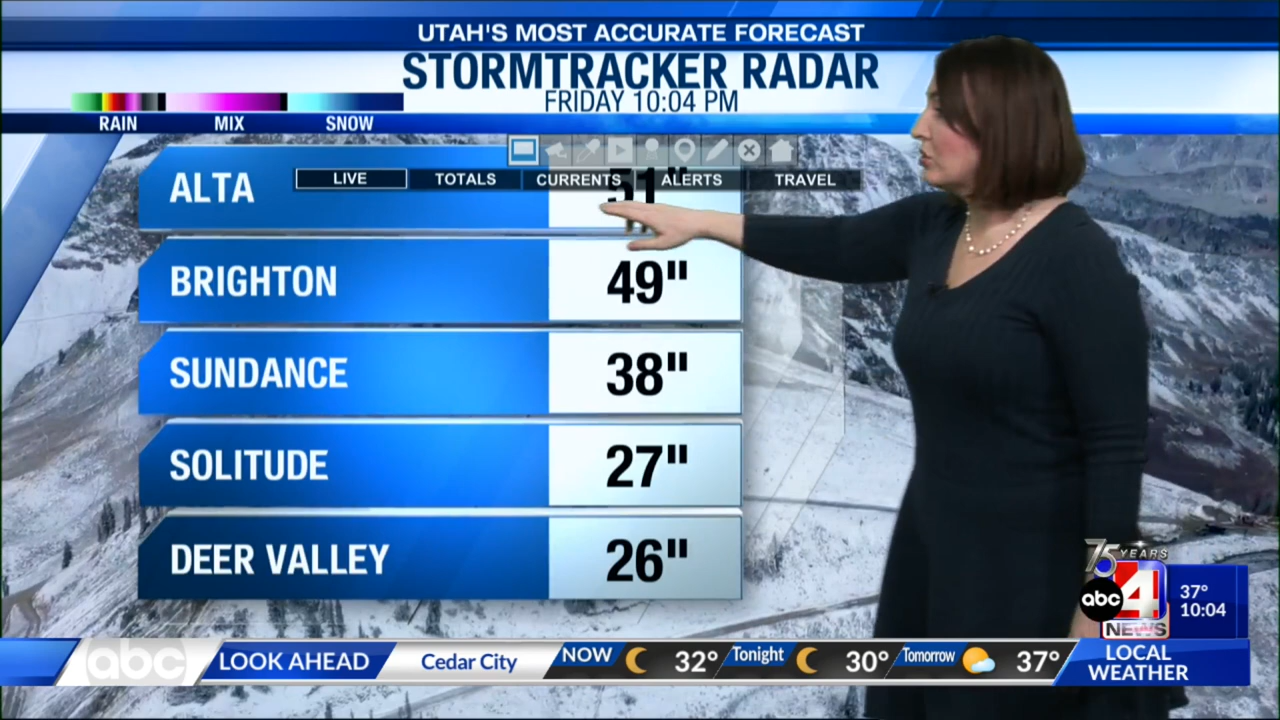 UTAH'S MOST ACCURATE FORECAST
STORMTRACKER RADAR
FRIDAY 10:04 PM
RAIN MIX SNOW
LIVE TOTALS CURRENTS ALERTS TRAVEL
ALTA 51"
BRIGHTON 49"
SUNDANCE 38"
SOLITUDE 27"
DEER VALLEY 26"
75 YEARS
abc 4
NEWS
37°
10:04
abc LOOK AHEAD Cedar City NOW 32° Tonight 30° Tomorrow 37°
LOCAL
WEATHER